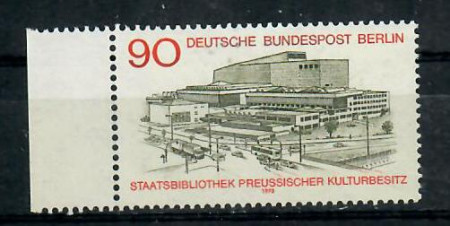 90 DEUTSCHE BUNDESPOST BERLIN
STAATSBIBLIOTHEK PREUSSISCHER KULTURBESITZ
1978